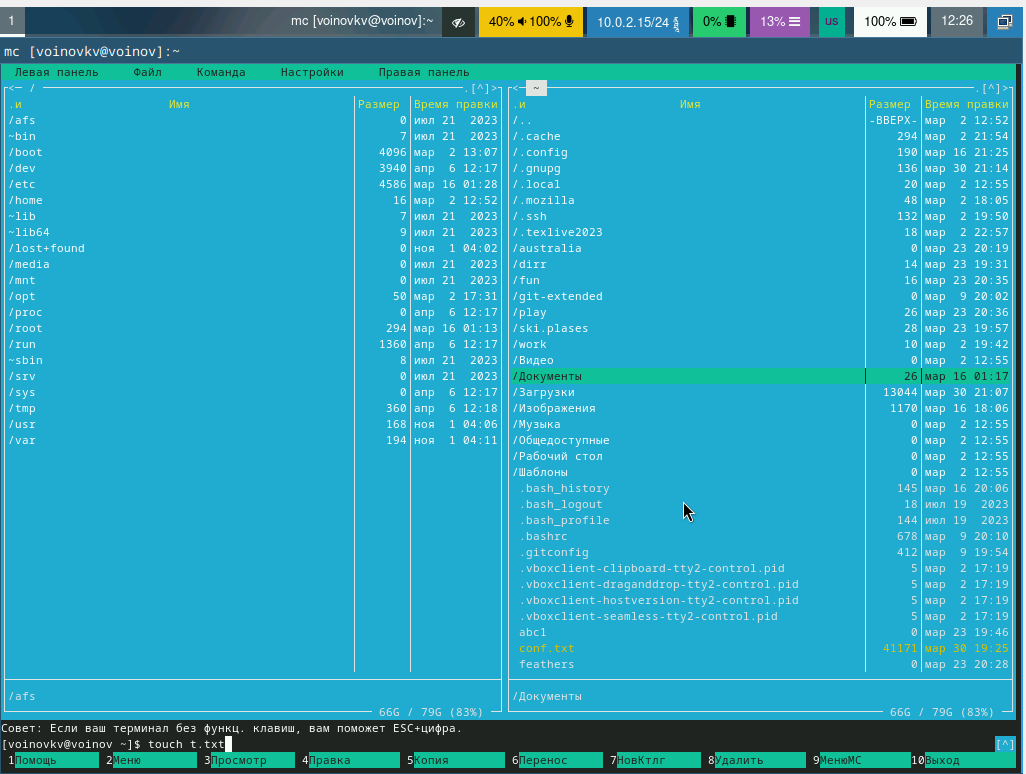 1 mc [voinovkv@voinov]:~ 40% 100% 10.0.2.15/24 0% 13% us 100% 12:26
mc [voinovkv@voinov]:~
Левая панель Файл Команда Настройки Правая панель
<─ / .[^]>
.и Имя Размер Время правки
/afs 0 июл 21 2023
~bin 7 июл 21 2023
/boot 4096 мар 2 13:07
/dev 3940 апр 6 12:17
/etc 4586 мар 16 01:28
/home 16 мар 2 12:52
~lib 7 июл 21 2023
~lib64 9 июл 21 2023
/lost+found 0 ноя 1 04:02
/media 0 июл 21 2023
/mnt 0 июл 21 2023
/opt 50 мар 2 17:31
/proc 0 апр 6 12:17
/root 294 мар 16 01:13
/run 1360 апр 6 12:17
~sbin 8 июл 21 2023
/srv 0 июл 21 2023
/sys 0 апр 6 12:17
/tmp 360 апр 6 12:18
/usr 168 ноя 1 04:06
/var 194 ноя 1 04:11
/afs
66G / 79G (83%)
<─ ~ .[^]>
.и Имя Размер Время правки
/.. -ВВЕРХ- мар 2 12:52
/.cache 294 мар 2 21:54
/.config 190 мар 16 21:25
/.gnupg 136 мар 30 21:14
/.local 20 мар 2 12:55
/.mozilla 48 мар 2 18:05
/.ssh 132 мар 2 19:50
/.texlive2023 18 мар 2 22:57
/australia 0 мар 23 20:19
/dirr 14 мар 23 19:31
/fun 16 мар 23 20:35
/git-extended 0 мар 9 20:02
/play 26 мар 23 20:36
/ski.plases 28 мар 23 19:57
/work 10 мар 2 19:42
/Видео 0 мар 2 12:55
/Документы 26 мар 16 01:17
/Загрузки 13044 мар 30 21:07
/Изображения 1170 мар 16 18:06
/Музыка 0 мар 2 12:55
/Общедоступные 0 мар 2 12:55
/Рабочий стол 0 мар 2 12:55
/Шаблоны 0 мар 2 12:55
.bash_history 145 мар 16 20:06
.bash_logout 18 июл 19 2023
.bash_profile 144 июл 19 2023
.bashrc 678 мар 9 20:10
.gitconfig 412 мар 9 19:54
.vboxclient-clipboard-tty2-control.pid 5 мар 2 17:19
.vboxclient-draganddrop-tty2-control.pid 5 мар 2 17:19
.vboxclient-hostversion-tty2-control.pid 5 мар 2 17:19
.vboxclient-seamless-tty2-control.pid 5 мар 2 17:19
abc1 0 мар 23 19:46
conf.txt 41171 мар 30 19:25
feathers 0 мар 23 20:28
/Документы
66G / 79G (83%)
Совет: Если ваш терминал без функц. клавиш, вам поможет ESC+цифра.
[voinovkv@voinov ~]$ touch t.txt [^]
1Помощь 2Меню 3Просмотр 4Правка 5Копия 6Перенос 7НовКтлг 8Удалить 9МенюМС 10Выход